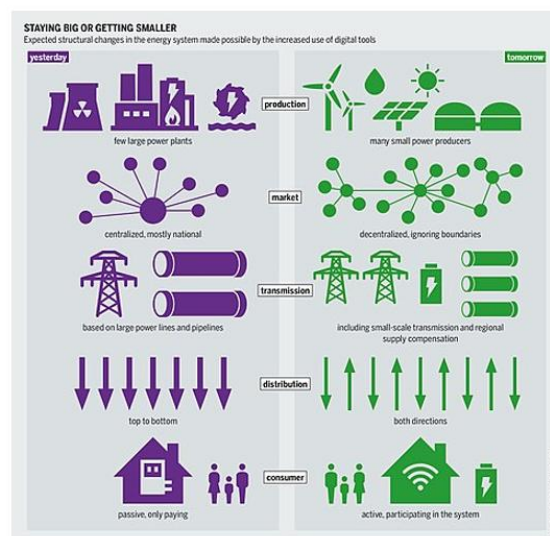 STAYING BIG OR GETTING SMALLER
Expected structural changes in the energy system made possible by the increased use of digital tools
yesterday
tomorrow
production
few large power plants
many small power producers
market
centralized, mostly national
decentralized, ignoring boundaries
transmission
based on large power lines and pipelines
including small-scale transmission and regional
supply compensation
distribution
top to bottom
both directions
consumer
passive, only paying
active, participating in the system